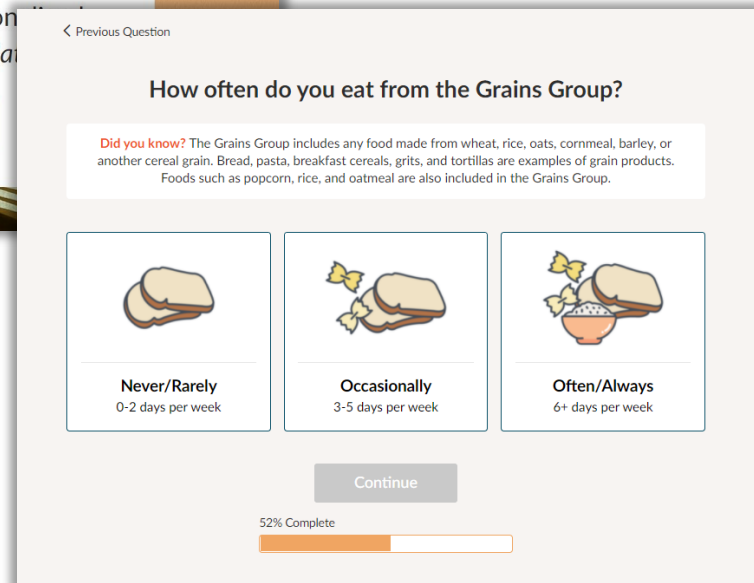 Previous Question
How often do you eat from the Grains Group?
Did you know? The Grains Group includes any food made from wheat, rice, oats, cornmeal, barley, or
another cereal grain. Bread, pasta, breakfast cereals, grits, and tortillas are examples of grain products.
Foods such as popcorn, rice, and oatmeal are also included in the Grains Group.
Never/Rarely
0-2 days per week
Occasionally
3-5 days per week
Often/Always
6+ days per week
Continue
52% Complete